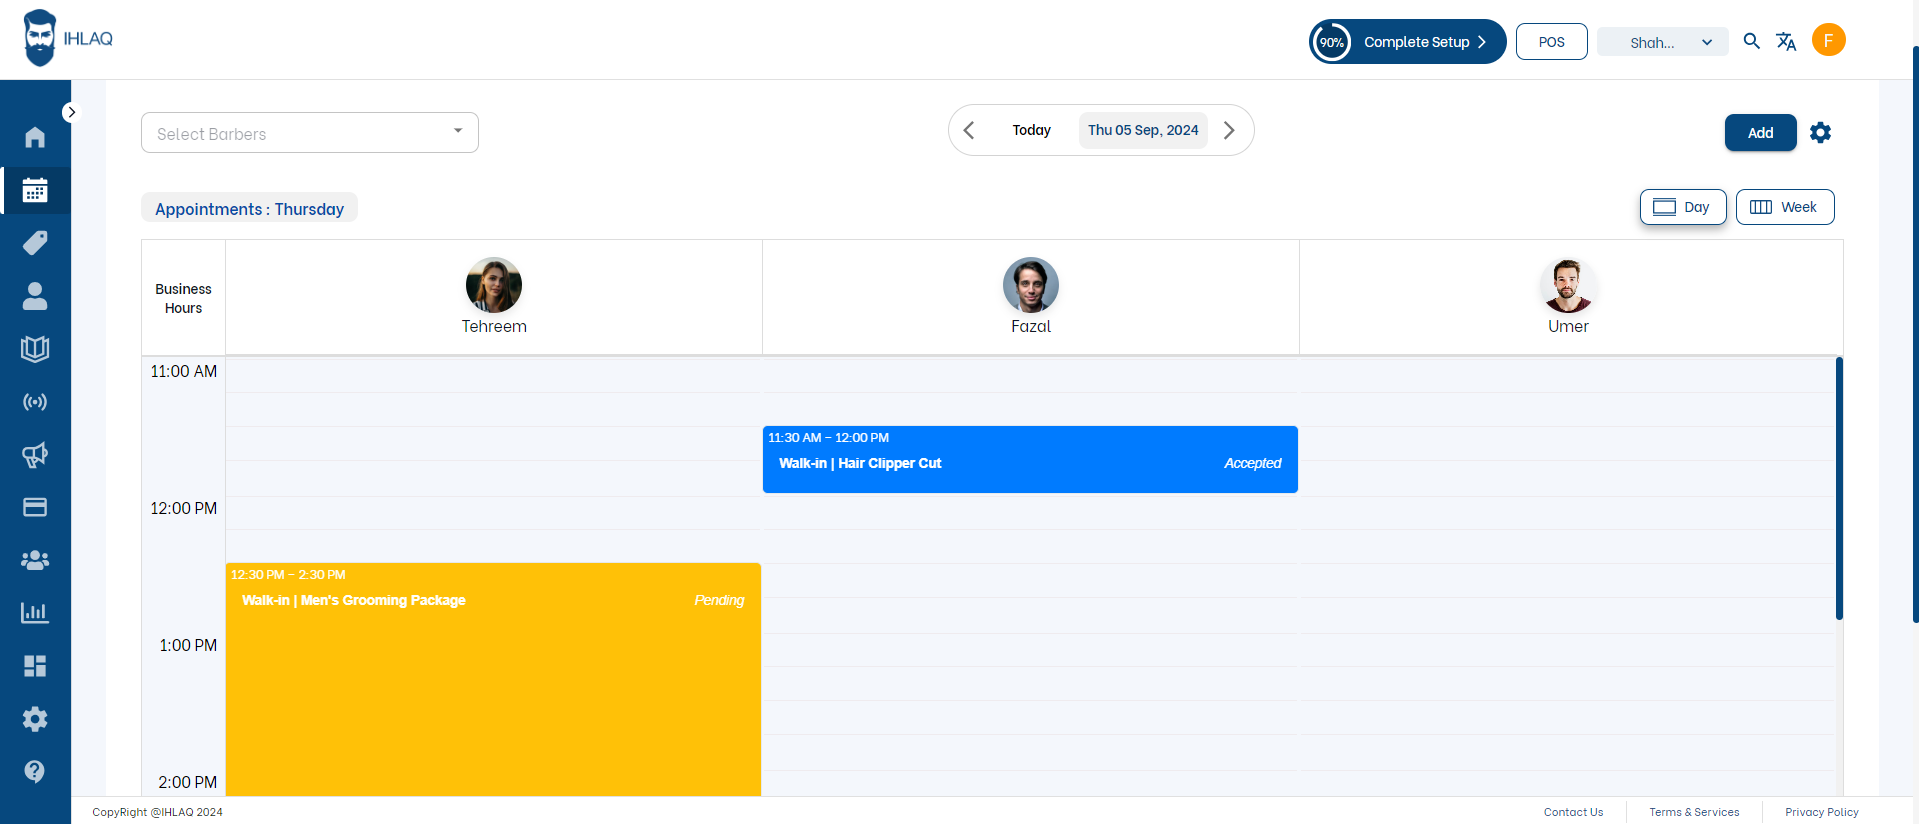 IHLAQ
90%
Complete Setup
POS
Shah...
F
Select Barbers
Today
Thu 05 Sep, 2024
Add
Appointments : Thursday
Day
Week
Business
Hours
Tehreem
Fazal
Umer
11:00 AM
11:30 AM – 12:00 PM
Walk-in | Hair Clipper Cut
Accepted
12:00 PM
12:30 PM – 2:30 PM
Walk-in | Men's Grooming Package
Pending
1:00 PM
2:00 PM
CopyRight @IHLAQ 2024
Contact Us
Terms & Services
Privacy Policy